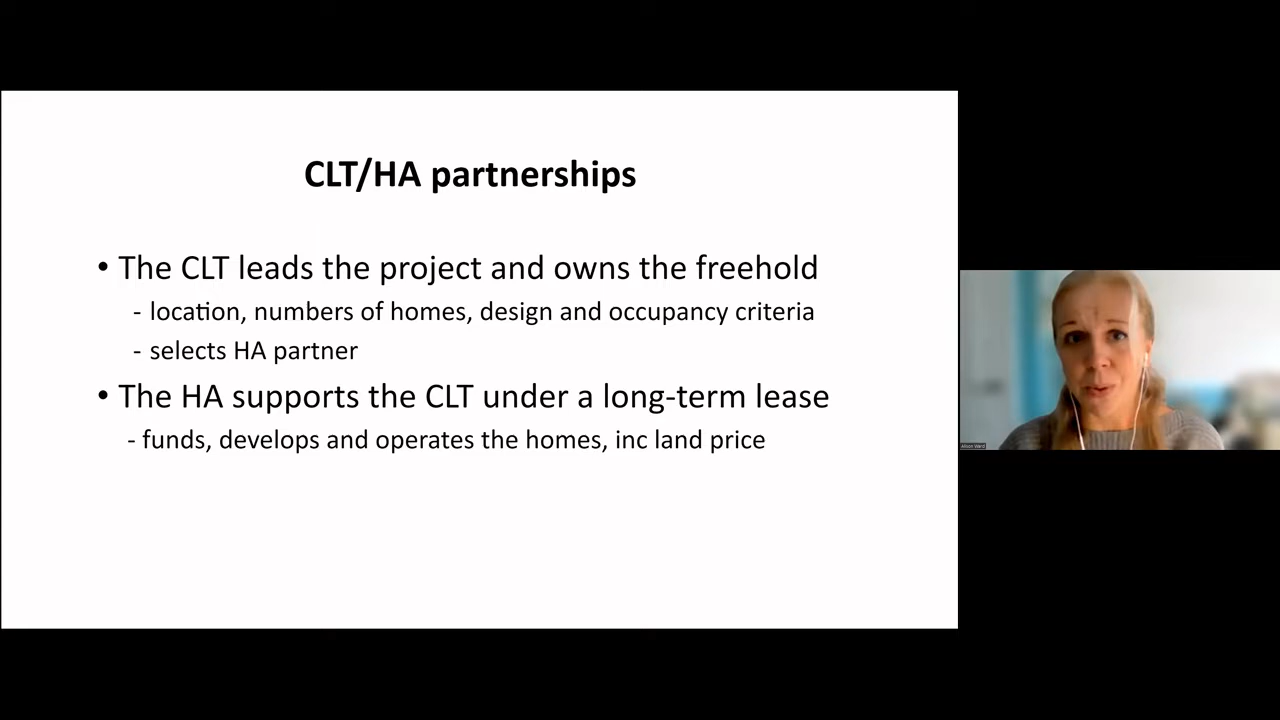 CLT/HA partnerships
• The CLT leads the project and owns the freehold
- location, numbers of homes, design and occupancy criteria
- selects HA partner
• The HA supports the CLT under a long-term lease
- funds, develops and operates the homes, inc land price
Alison Ward